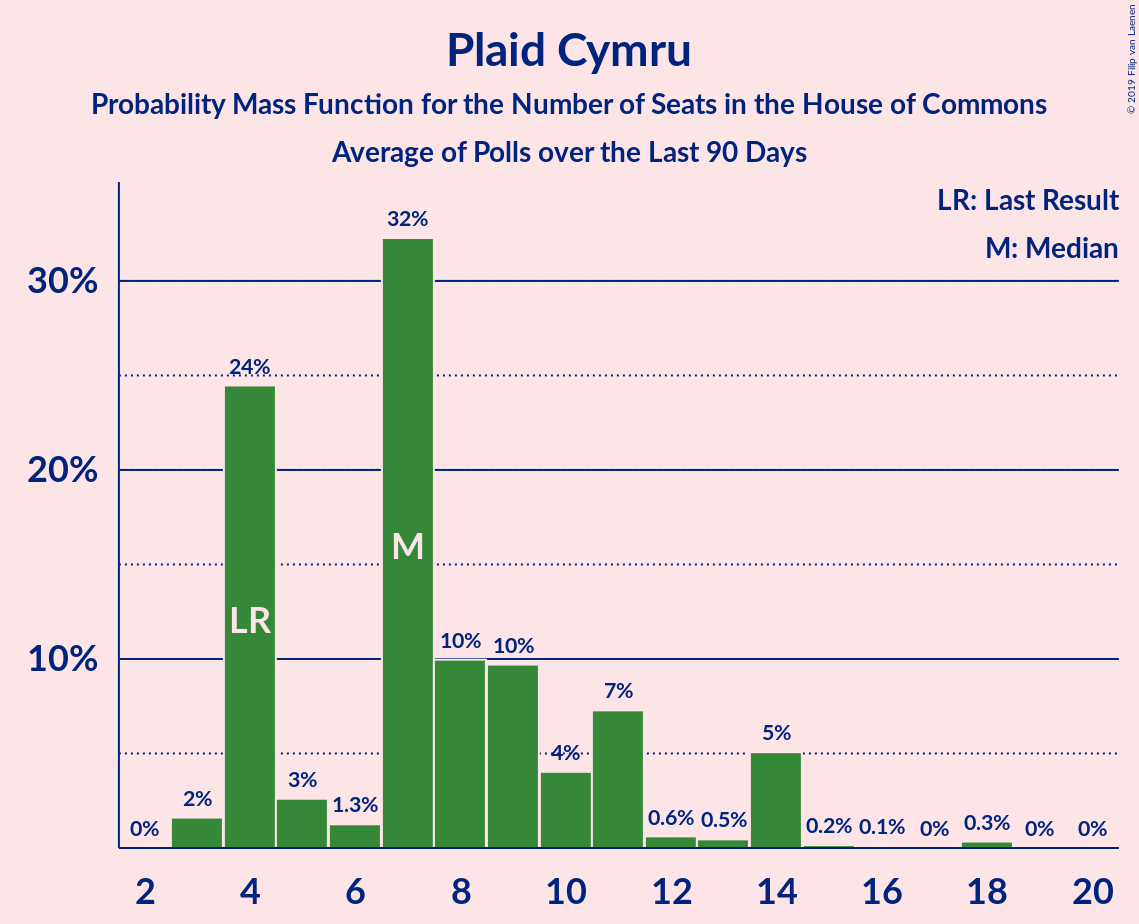 Plaid Cymru
Probability Mass Function for the Number of Seats in the House of Commons
Average of Polls over the Last 90 Days
© 2019 Filip van Laenen
LR: Last Result
M: Median
30%
20%
10%
0%
2%
24%
3%
1.3%
32%
10%
10%
4%
7%
0.6%
0.5%
5%
0.2%
0.1%
0%
0.3%
0%
0%
LR
M
2 4 6 8 10 12 14 16 18 20